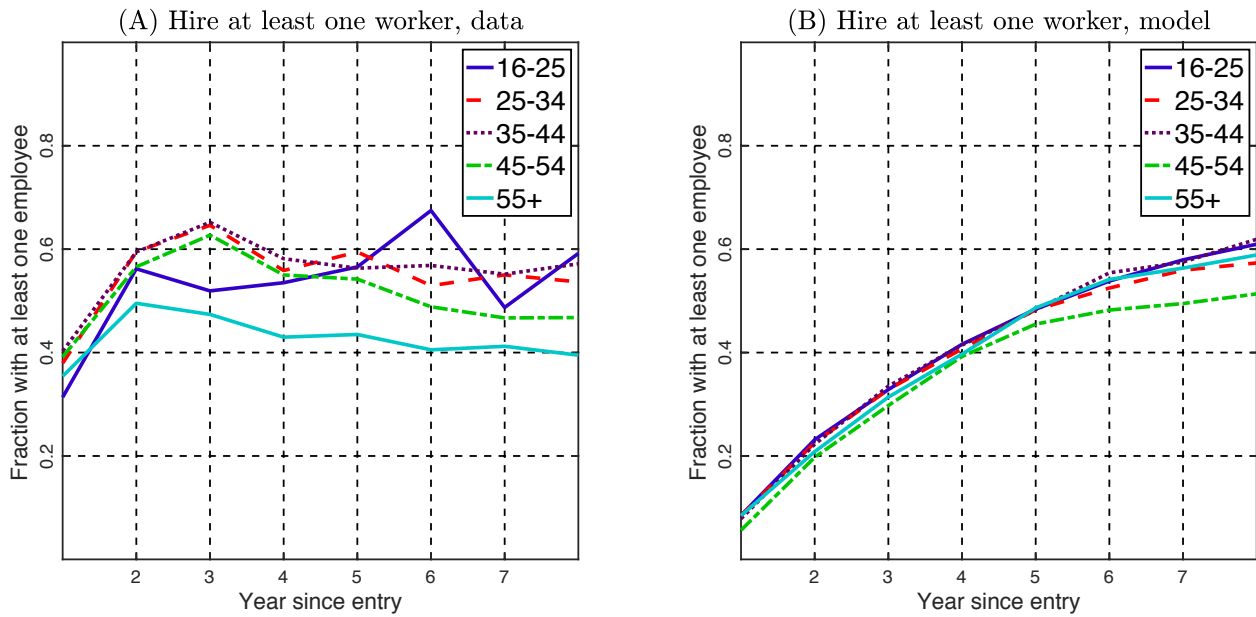 (A) Hire at least one worker, data
16-25
25-34
35-44
45-54
55+
Fraction with at least one employee
0.8
0.6
0.4
0.2
2 3 4 5 6 7
Year since entry
(B) Hire at least one worker, model
16-25
25-34
35-44
45-54
55+
Fraction with at least one employee
0.8
0.6
0.4
0.2
2 3 4 5 6 7
Year since entry